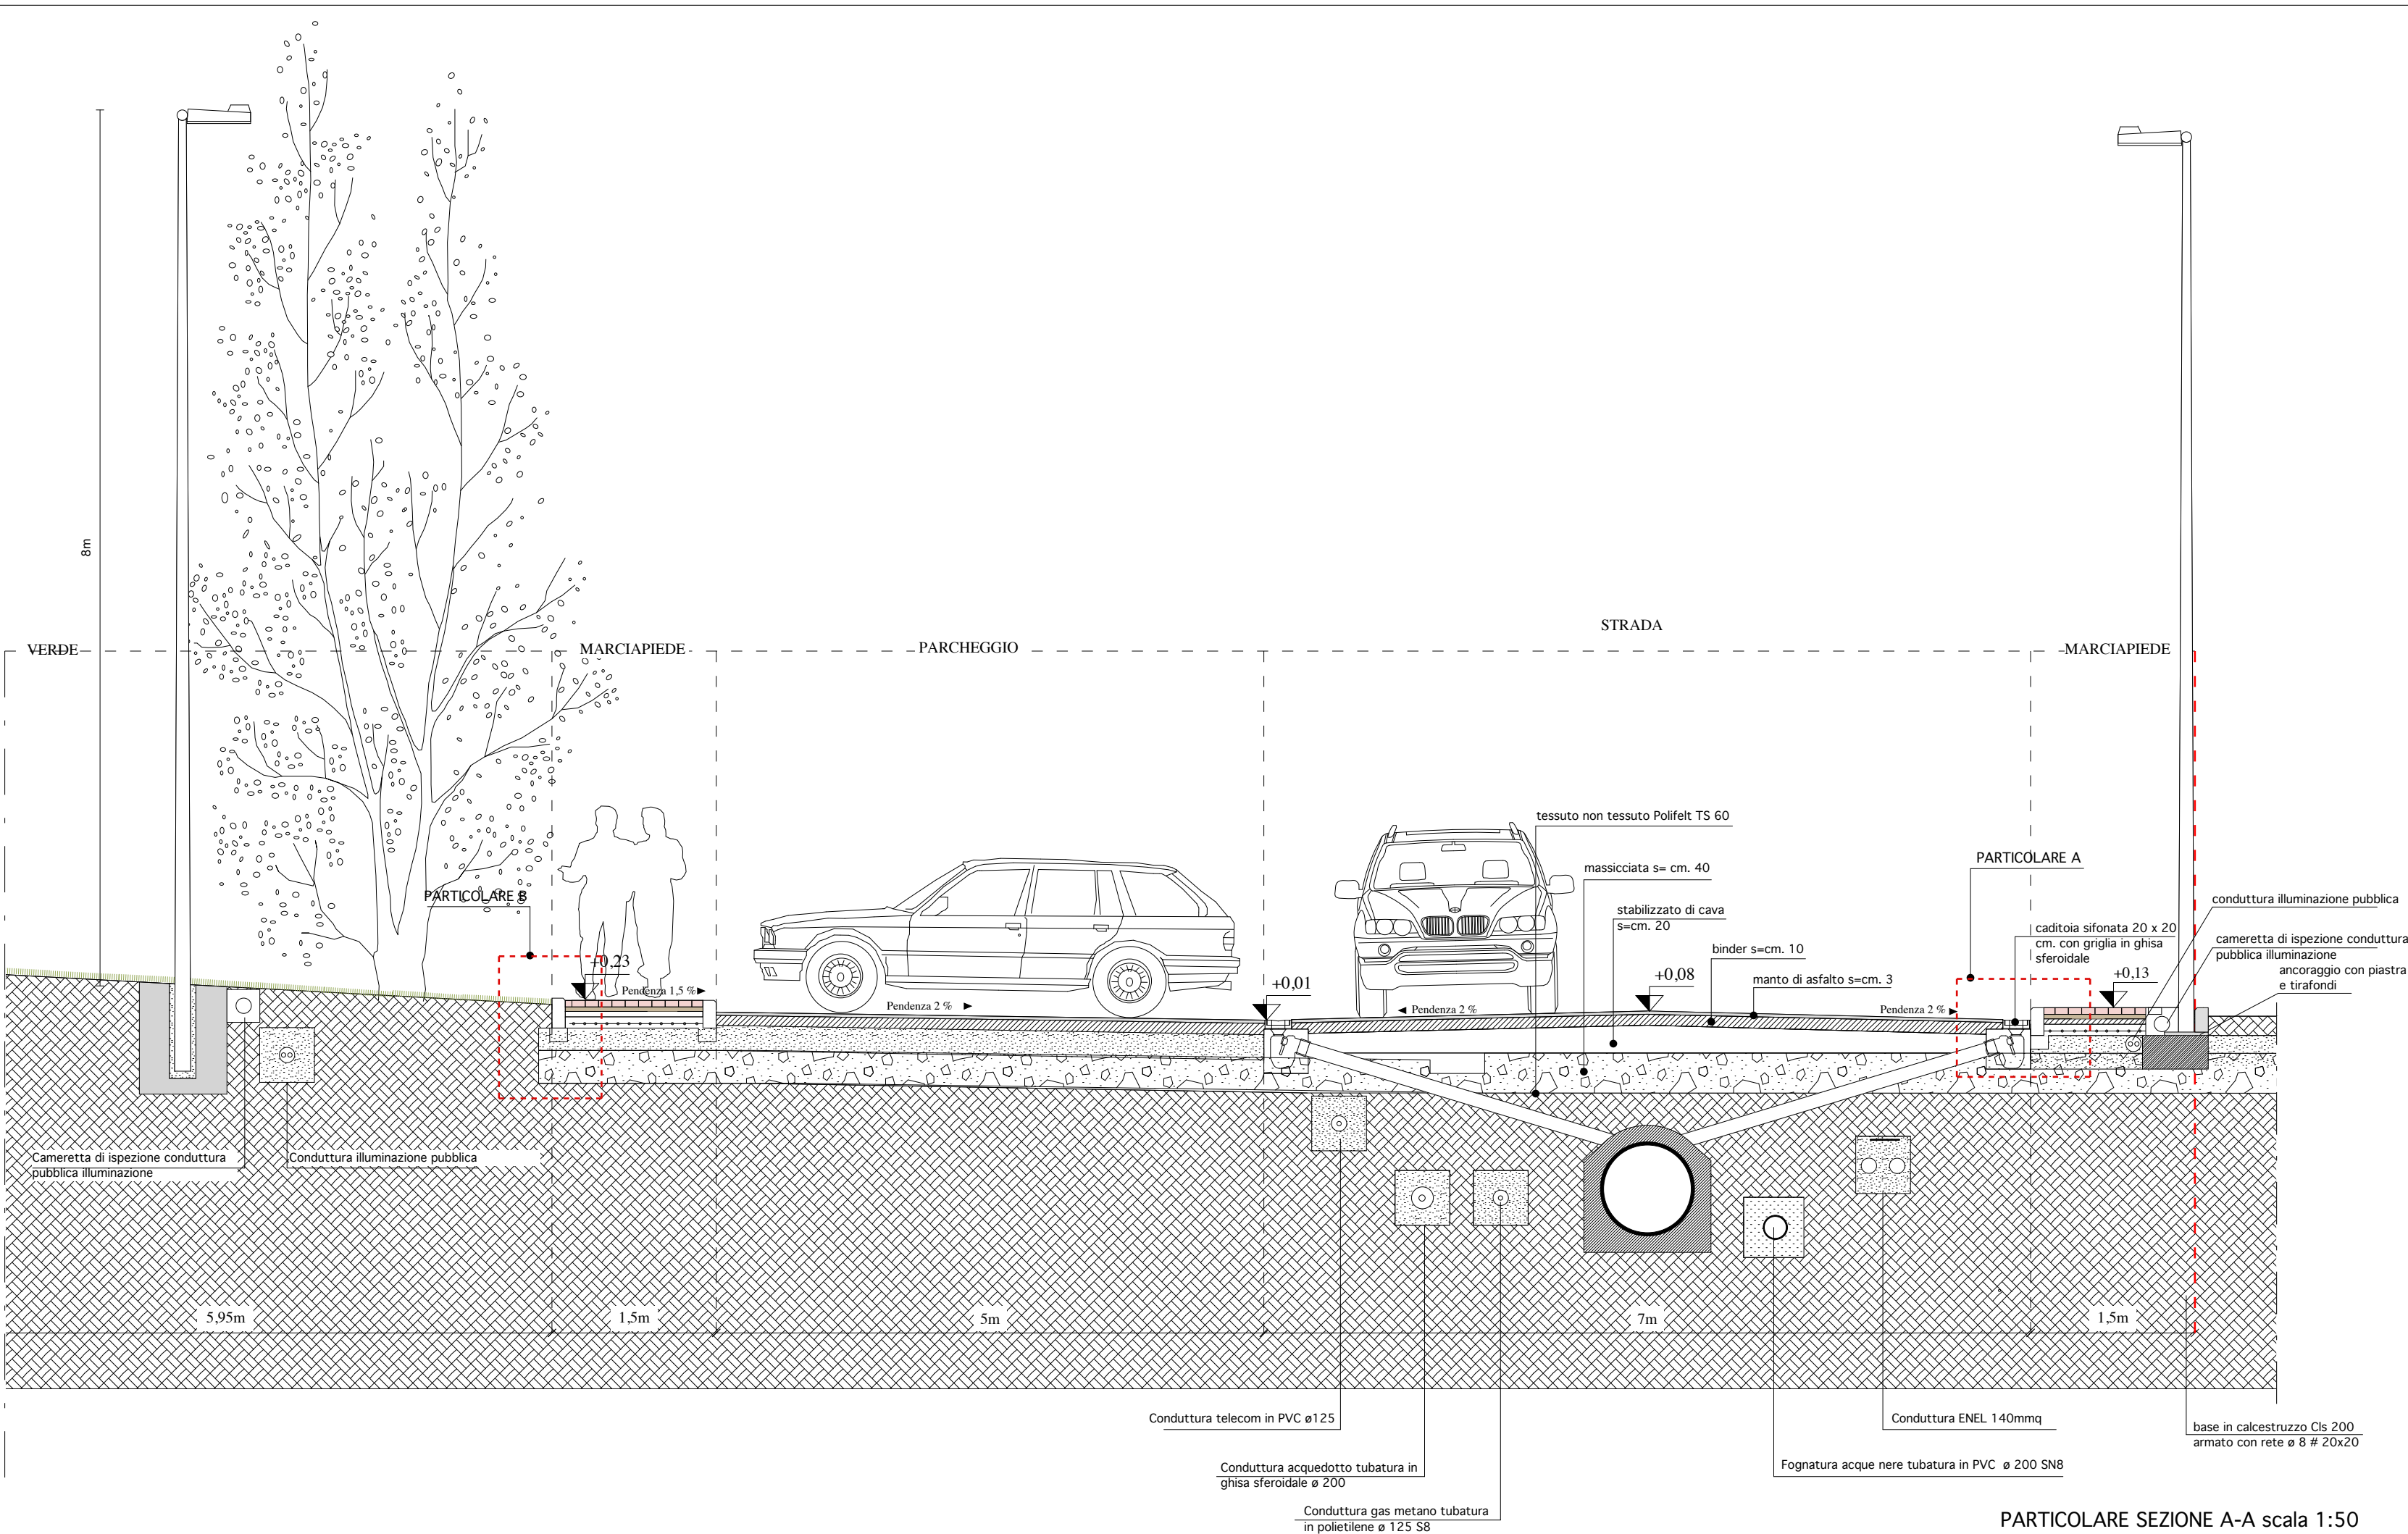 8m
STRADA
VERDE
MARCIAPIEDE
PARCHEGGIO
MARCIAPIEDE
tessuto non tessuto Polifelt TS 60
massicciata s= cm. 40
stabilizzato di cava
s=cm. 20
binder s=cm. 10
manto di asfalto s=cm. 3
PARTICOLARE A
PARTICOLARE B
conduttura illuminazione pubblica
caditoia sifonata 20 x 20
cm. con griglia in ghisa
sferoidale
cameretta di ispezione conduttura
pubblica illuminazione
ancoraggio con piastra
e tirafondi
+0,23
+0,01
+0,08
+0,13
Pendenza 1,5 %
Pendenza 2 %
Pendenza 2 %
Pendenza 2 %
Cameretta di ispezione conduttura
pubblica illuminazione
Conduttura illuminazione pubblica
5,95m
1,5m
5m
7m
1,5m
Conduttura telecom in PVC ø125
Conduttura acquedotto tubatura in
ghisa sferoidale ø 200
Conduttura gas metano tubatura
in polietilene ø 125 S8
Conduttura ENEL 140mmq
Fognatura acque nere tubatura in PVC ø 200 SN8
base in calcestruzzo Cls 200
armato con rete ø 8 # 20x20
PARTICOLARE SEZIONE A-A scala 1:50